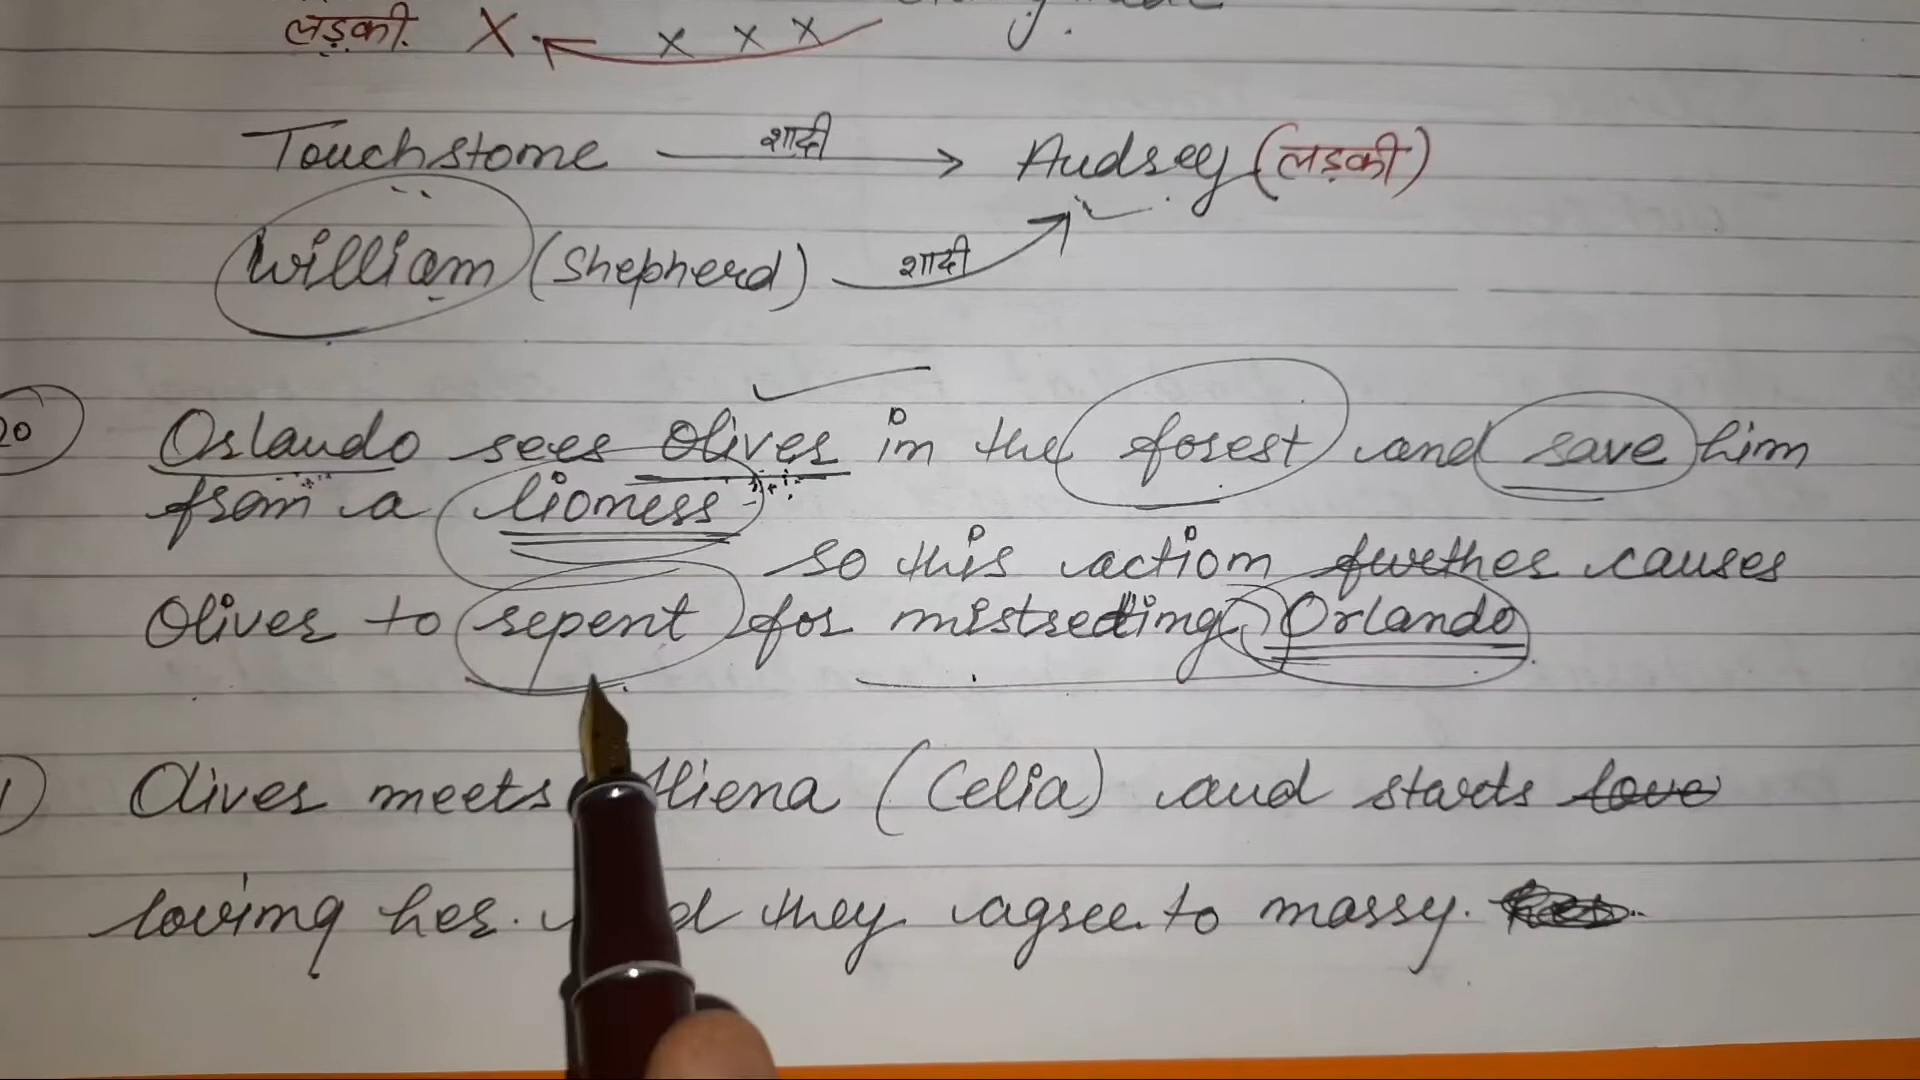 लड़की. X. X X X y.
Touchstone शादी Audrey (लड़की)
William (Shepherd) शादी
20 Orlando sees Oliver in the forest and save him
from a lioness
so this action further causes
Oliver to repent for mistreating Orlando
Oliver meets Aliena (Celia) and starts love
loving her. they agree to marry.